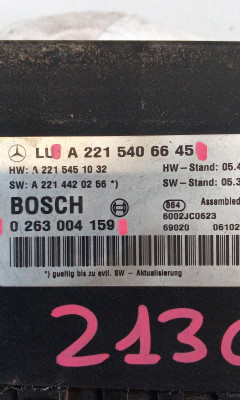 LU A 221 540 66 45
HW: A 221 545 10 32 HW-Stand: 05.4
SW: A 221 442 02 56 *) SW-Stand: 05.3
BOSCH 864 Assembled
6002JC0623
0 263 004 159 69020 06102
*) gueltig bis zu evtl. SW - Aktualisierung
2130